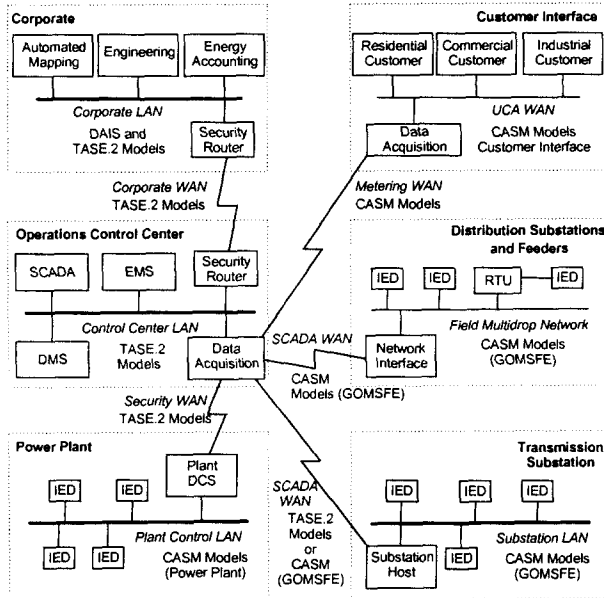 Corporate
Automated
Mapping
Engineering
Energy
Accounting
Corporate LAN
DAIS and
TASE.2 Models
Security
Router
Corporate WAN
TASE.2 Models
Customer Interface
Residential
Customer
Commercial
Customer
Industrial
Customer
UCA WAN
Data
Acquisition
CASM Models
Customer Interface
Metering WAN
CASM Models
Operations Control Center
SCADA
EMS
Security
Router
Control Center LAN
DMS
TASE.2
Models
Data
Acquisition
SCADA WAN
CASM
Models (GOMSFE)
Distribution Substations
and Feeders
IED
IED
RTU
IED
Field Multidrop Network
Network
Interface
CASM Models
(GOMSFE)
Security WAN
TASE.2 Models
Power Plant
Plant
DCS
IED
IED
Plant Control LAN
IED
IED
CASM Models
(Power Plant)
SCADA
WAN
TASE.2
Models
or
CASM
(GOMSFE)
Transmission
Substation
IED
IED
IED
Substation LAN
Substation
Host
IED
CASM Models
(GOMSFE)